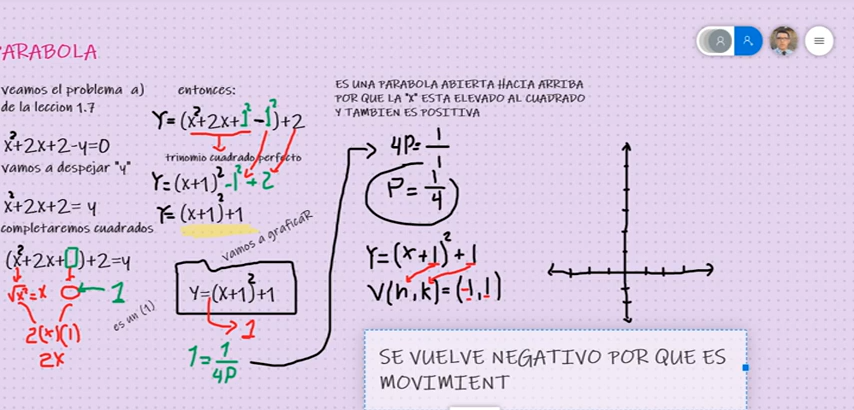 PARABOLA
veamos el problema a)
de la leccion 1.7
x²+2x+2-y=0
vamos a despejar "y"
x²+2x+2=y
completaremos cuadrados
(x²+2x+□)+2=y
√x²=x ← 1
2(x)(1)
2x
es un (1)
entonces:
Y=(x²+2x+1²-1²)+2
trinomio cuadrado perfecto
Y=(x+1)²-1²+2
Y=(x+1)²+1
vamos a graficar
Y=(x+1)²+1
1
1=1/4P
ES UNA PARABOLA ABIERTA HACIA ARRIBA
POR QUE LA "X" ESTA ELEVADO AL CUADRADO
Y TAMBIEN ES POSITIVA
4P=1/1
P=1/4
Y=(x+1)²+1
V(h,k)=(-1,1)
SE VUELVE NEGATIVO POR QUE ES
MOVIMIENT